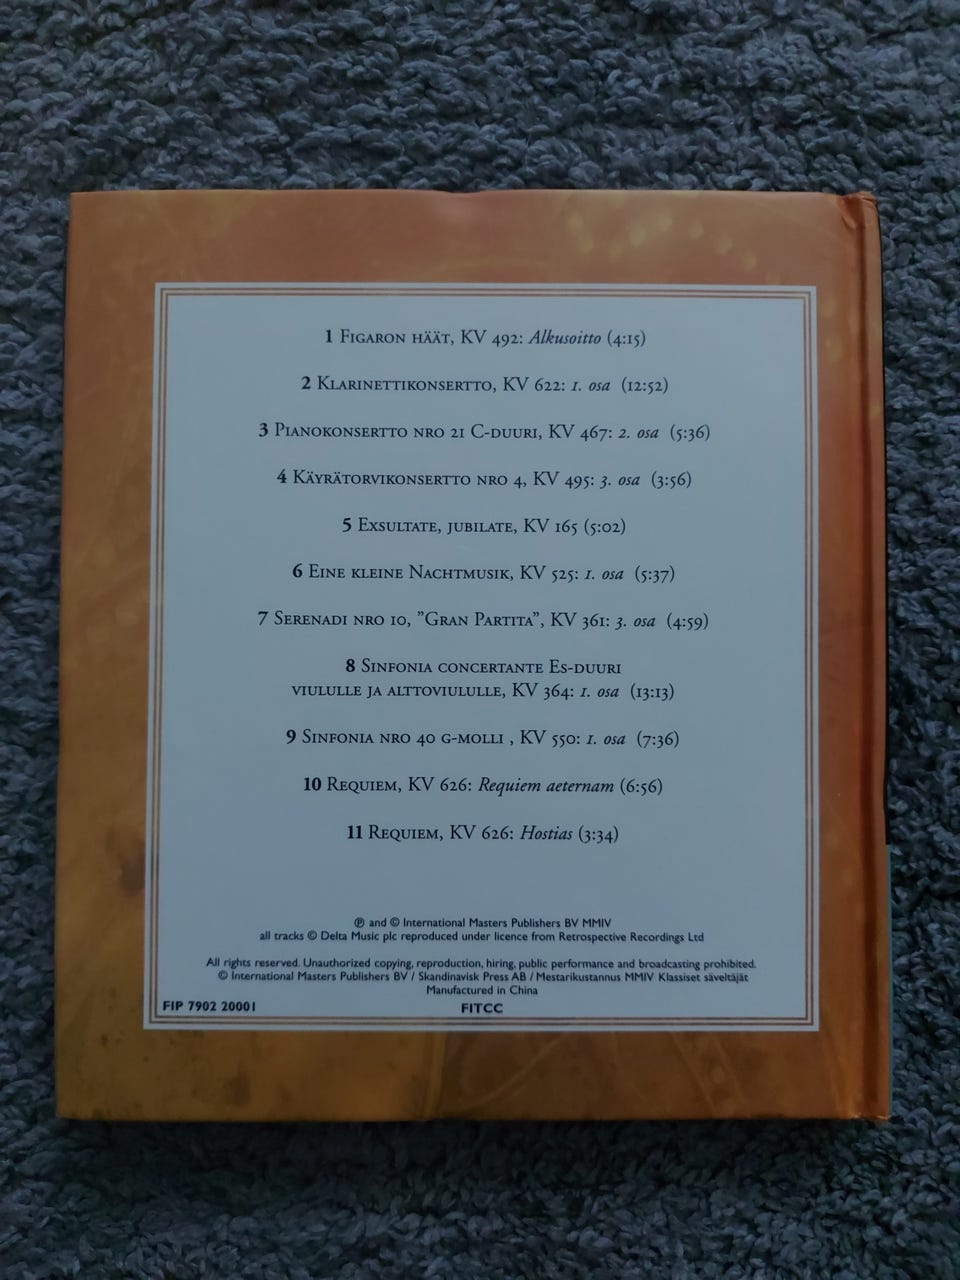 1 Figaron häät, KV 492: Alkusoitto (4:15)
2 Klarinettikonsertto, KV 622: 1. osa (12:52)
3 Pianokonsertto nro 21 C-duuri, KV 467: 2. osa (5:36)
4 Käyrätorvikonsertto nro 4, KV 495: 3. osa (3:56)
5 Exsultate, jubilate, KV 165 (5:02)
6 Eine kleine Nachtmusik, KV 525: 1. osa (5:37)
7 Serenadi nro 10, ”Gran Partita”, KV 361: 3. osa (4:59)
8 Sinfonia concertante Es-duuri
viululle ja alttoviululle, KV 364: 1. osa (13:13)
9 Sinfonia nro 40 g-molli , KV 550: 1. osa (7:36)
10 Requiem, KV 626: Requiem aeternam (6:56)
11 Requiem, KV 626: Hostias (3:34)
℗ and © International Masters Publishers BV MMIV
all tracks © Delta Music plc reproduced under licence from Retrospective Recordings Ltd
All rights reserved. Unauthorized copying, reproduction, hiring, public performance and broadcasting prohibited.
© International Masters Publishers BV / Skandinavisk Press AB / Mestarikustannus MMIV Klassiset säveltäjät
Manufactured in China
FIP 7902 20001 FITCC